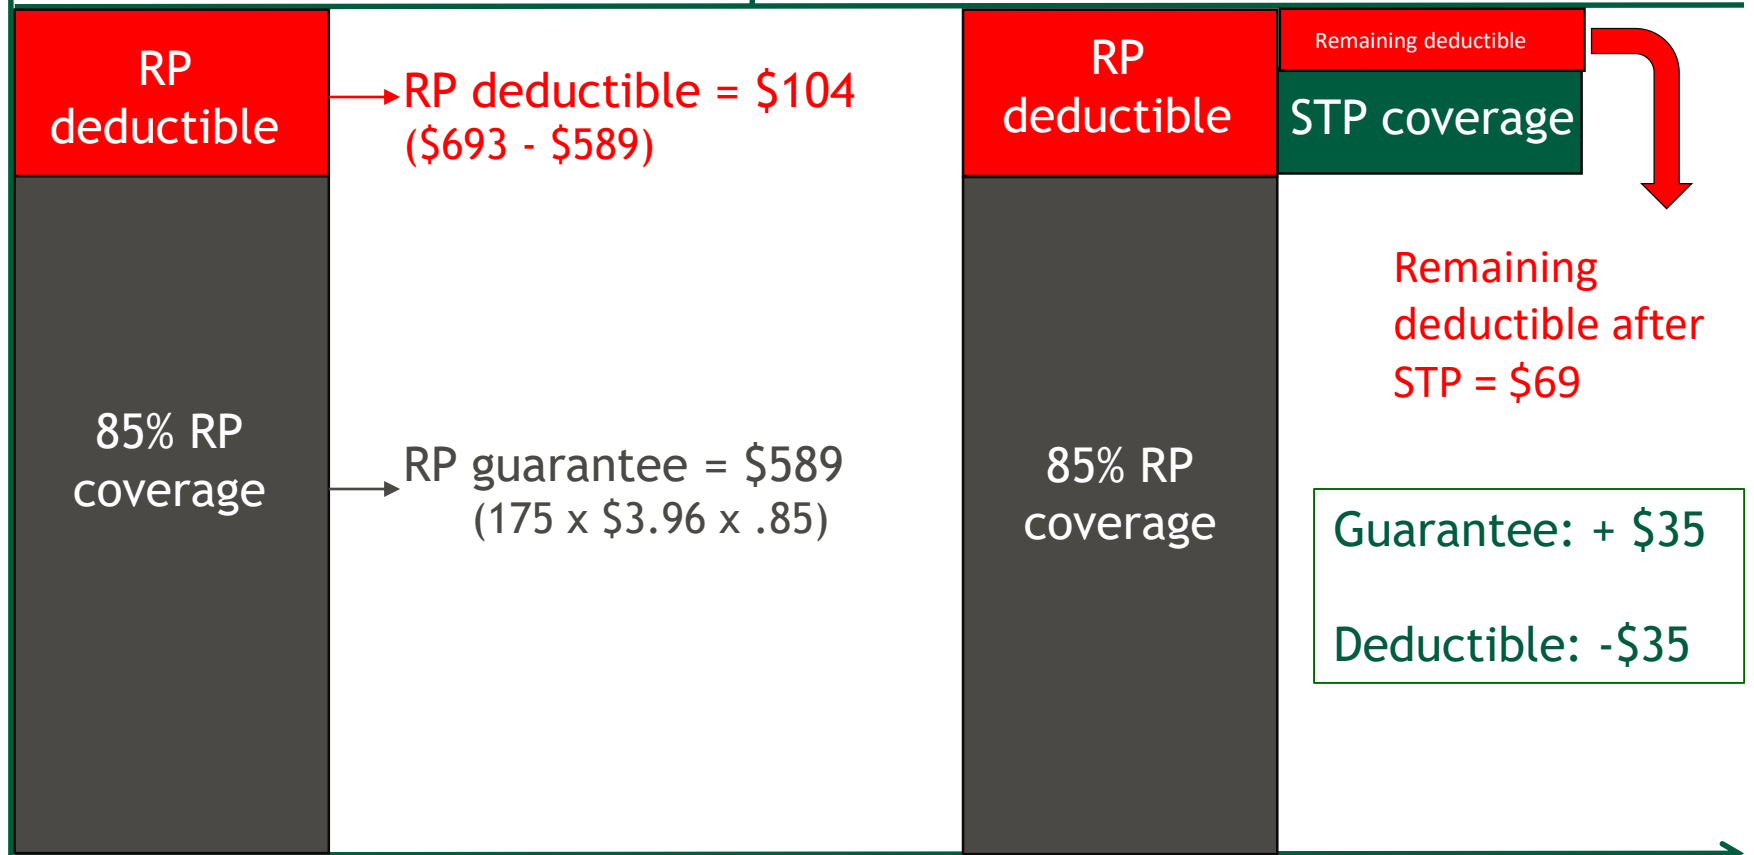 RP
deductible
RP deductible = $104
($693 - $589)
85% RP
coverage
RP guarantee = $589
(175 x $3.96 x .85)
RP
deductible
Remaining deductible
STP coverage
Remaining
deductible after
STP = $69
85% RP
coverage
Guarantee: + $35
Deductible: -$35